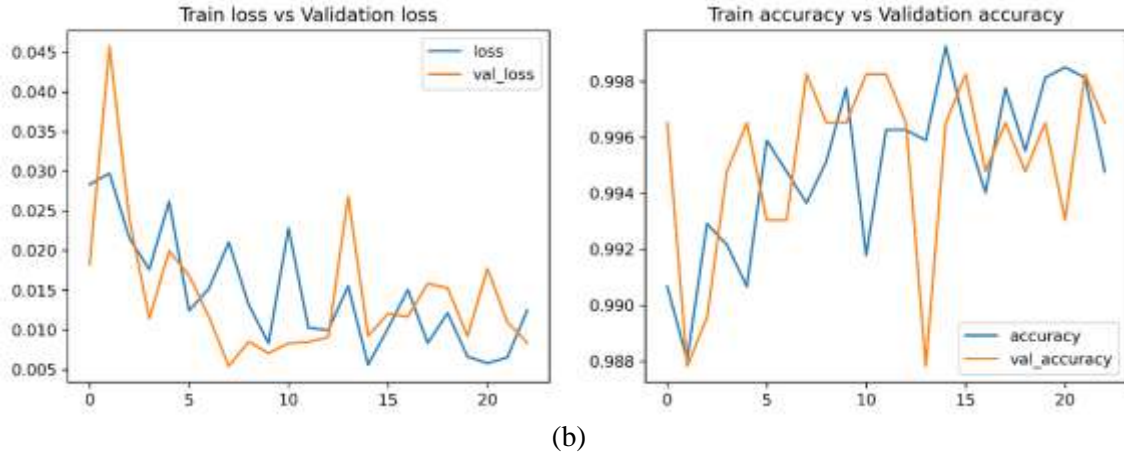 Train loss vs Validation loss
0.045
0.040
0.035
0.030
0.025
0.020
0.015
0.010
0.005
0 5 10 15 20
loss
val_loss
Train accuracy vs Validation accuracy
0.998
0.996
0.994
0.992
0.990
0.988
0 5 10 15 20
accuracy
val_accuracy
(b)